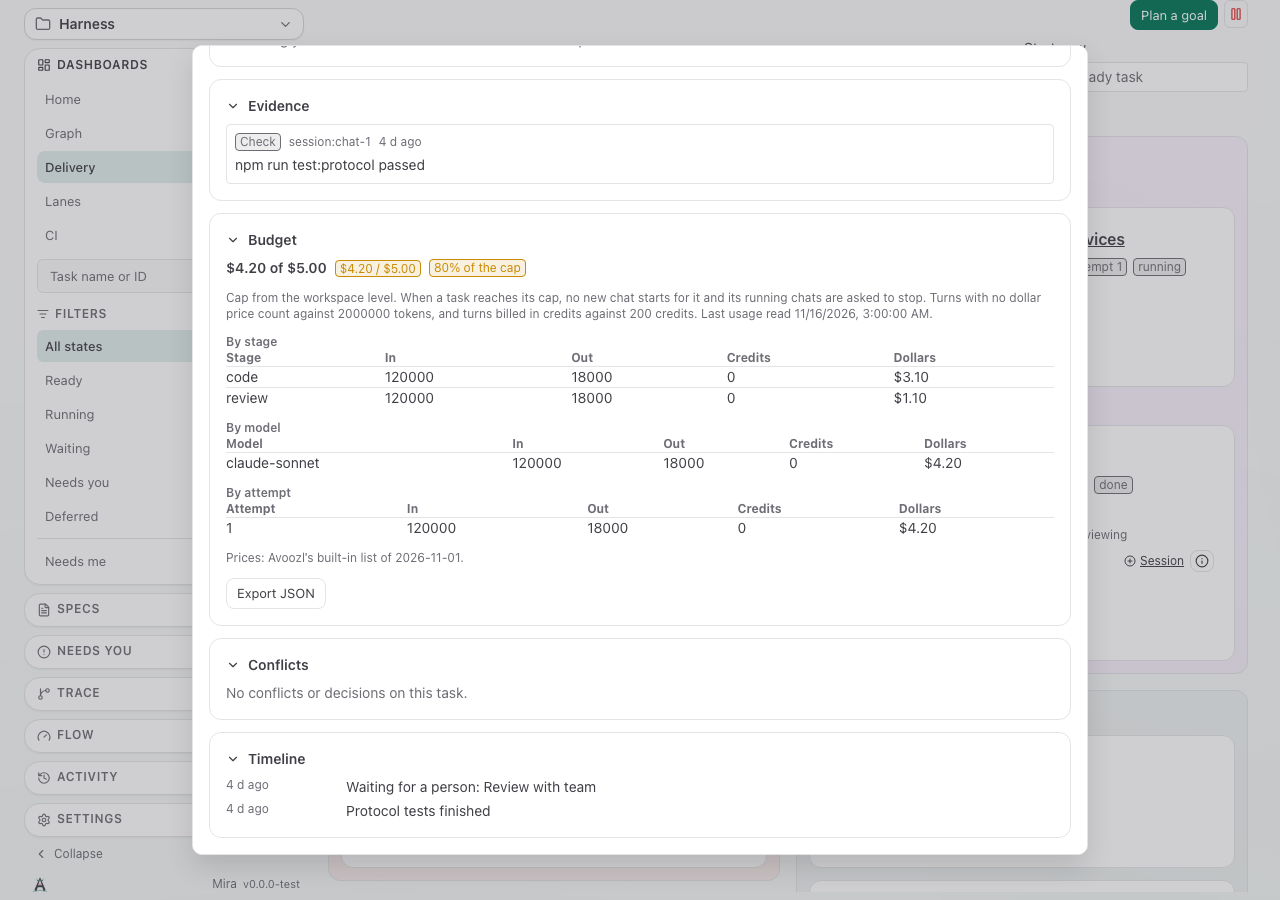 Harness
Plan a goal
DASHBOARDS
Home
Graph
Delivery
Lanes
CI
Task name or ID
FILTERS
All states
Ready
Running
Waiting
Needs you
Deferred
Needs me
SPECS
NEEDS YOU
TRACE
FLOW
ACTIVITY
SETTINGS
Collapse
Mira v0.0.0-test
Evidence
Check session:chat-1 4 d ago
npm run test:protocol passed
Budget
$4.20 of $5.00 $4.20 / $5.00 80% of the cap
Cap from the workspace level. When a task reaches its cap, no new chat starts for it and its running chats are asked to stop. Turns with no dollar
price count against 2000000 tokens, and turns billed in credits against 200 credits. Last usage read 11/16/2026, 3:00:00 AM.
By stage
Stage In Out Credits Dollars
code 120000 18000 0 $3.10
review 120000 18000 0 $1.10
By model
Model In Out Credits Dollars
claude-sonnet 120000 18000 0 $4.20
By attempt
Attempt In Out Credits Dollars
1 120000 18000 0 $4.20
Prices: Avoozl's built-in list of 2026-11-01.
Export JSON
Conflicts
No conflicts or decisions on this task.
Timeline
4 d ago Waiting for a person: Review with team
4 d ago Protocol tests finished
ady task
vices
empt 1 running
done
viewing
Session